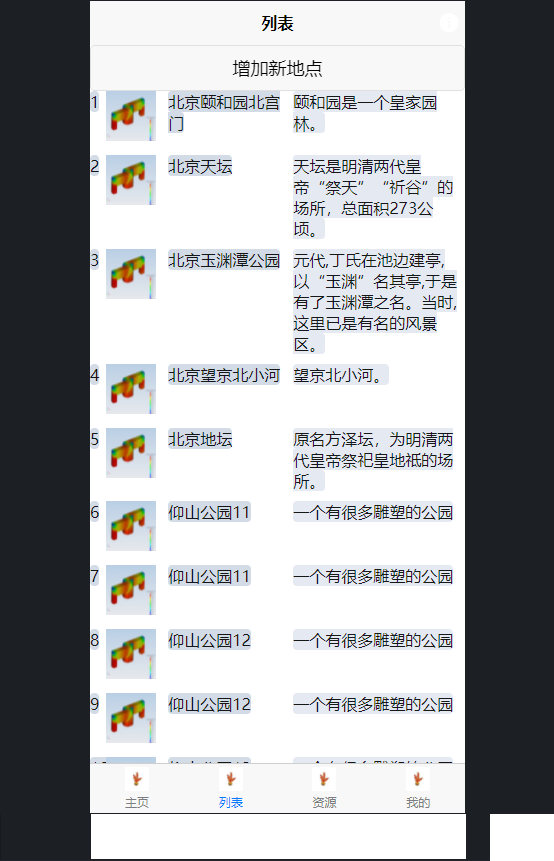 列表
增加新地点
1 北京颐和园北宫 颐和园是一个皇家园
门 林。
2 北京天坛 天坛是明清两代皇
帝“祭天”“祈谷”的
场所，总面积273公
顷。
3 北京玉渊潭公园 元代,丁氏在池边建亭,
以“玉渊”名其亭,于是
有了玉渊潭之名。当时,
这里已是有名的风景
区。
4 北京望京北小河 望京北小河。
5 北京地坛 原名方泽坛，为明清两
代皇帝祭祀皇地祗的场
所。
6 仰山公园11 一个有很多雕塑的公园
7 仰山公园11 一个有很多雕塑的公园
8 仰山公园12 一个有很多雕塑的公园
9 仰山公园12 一个有很多雕塑的公园
主页 列表 资源 我的